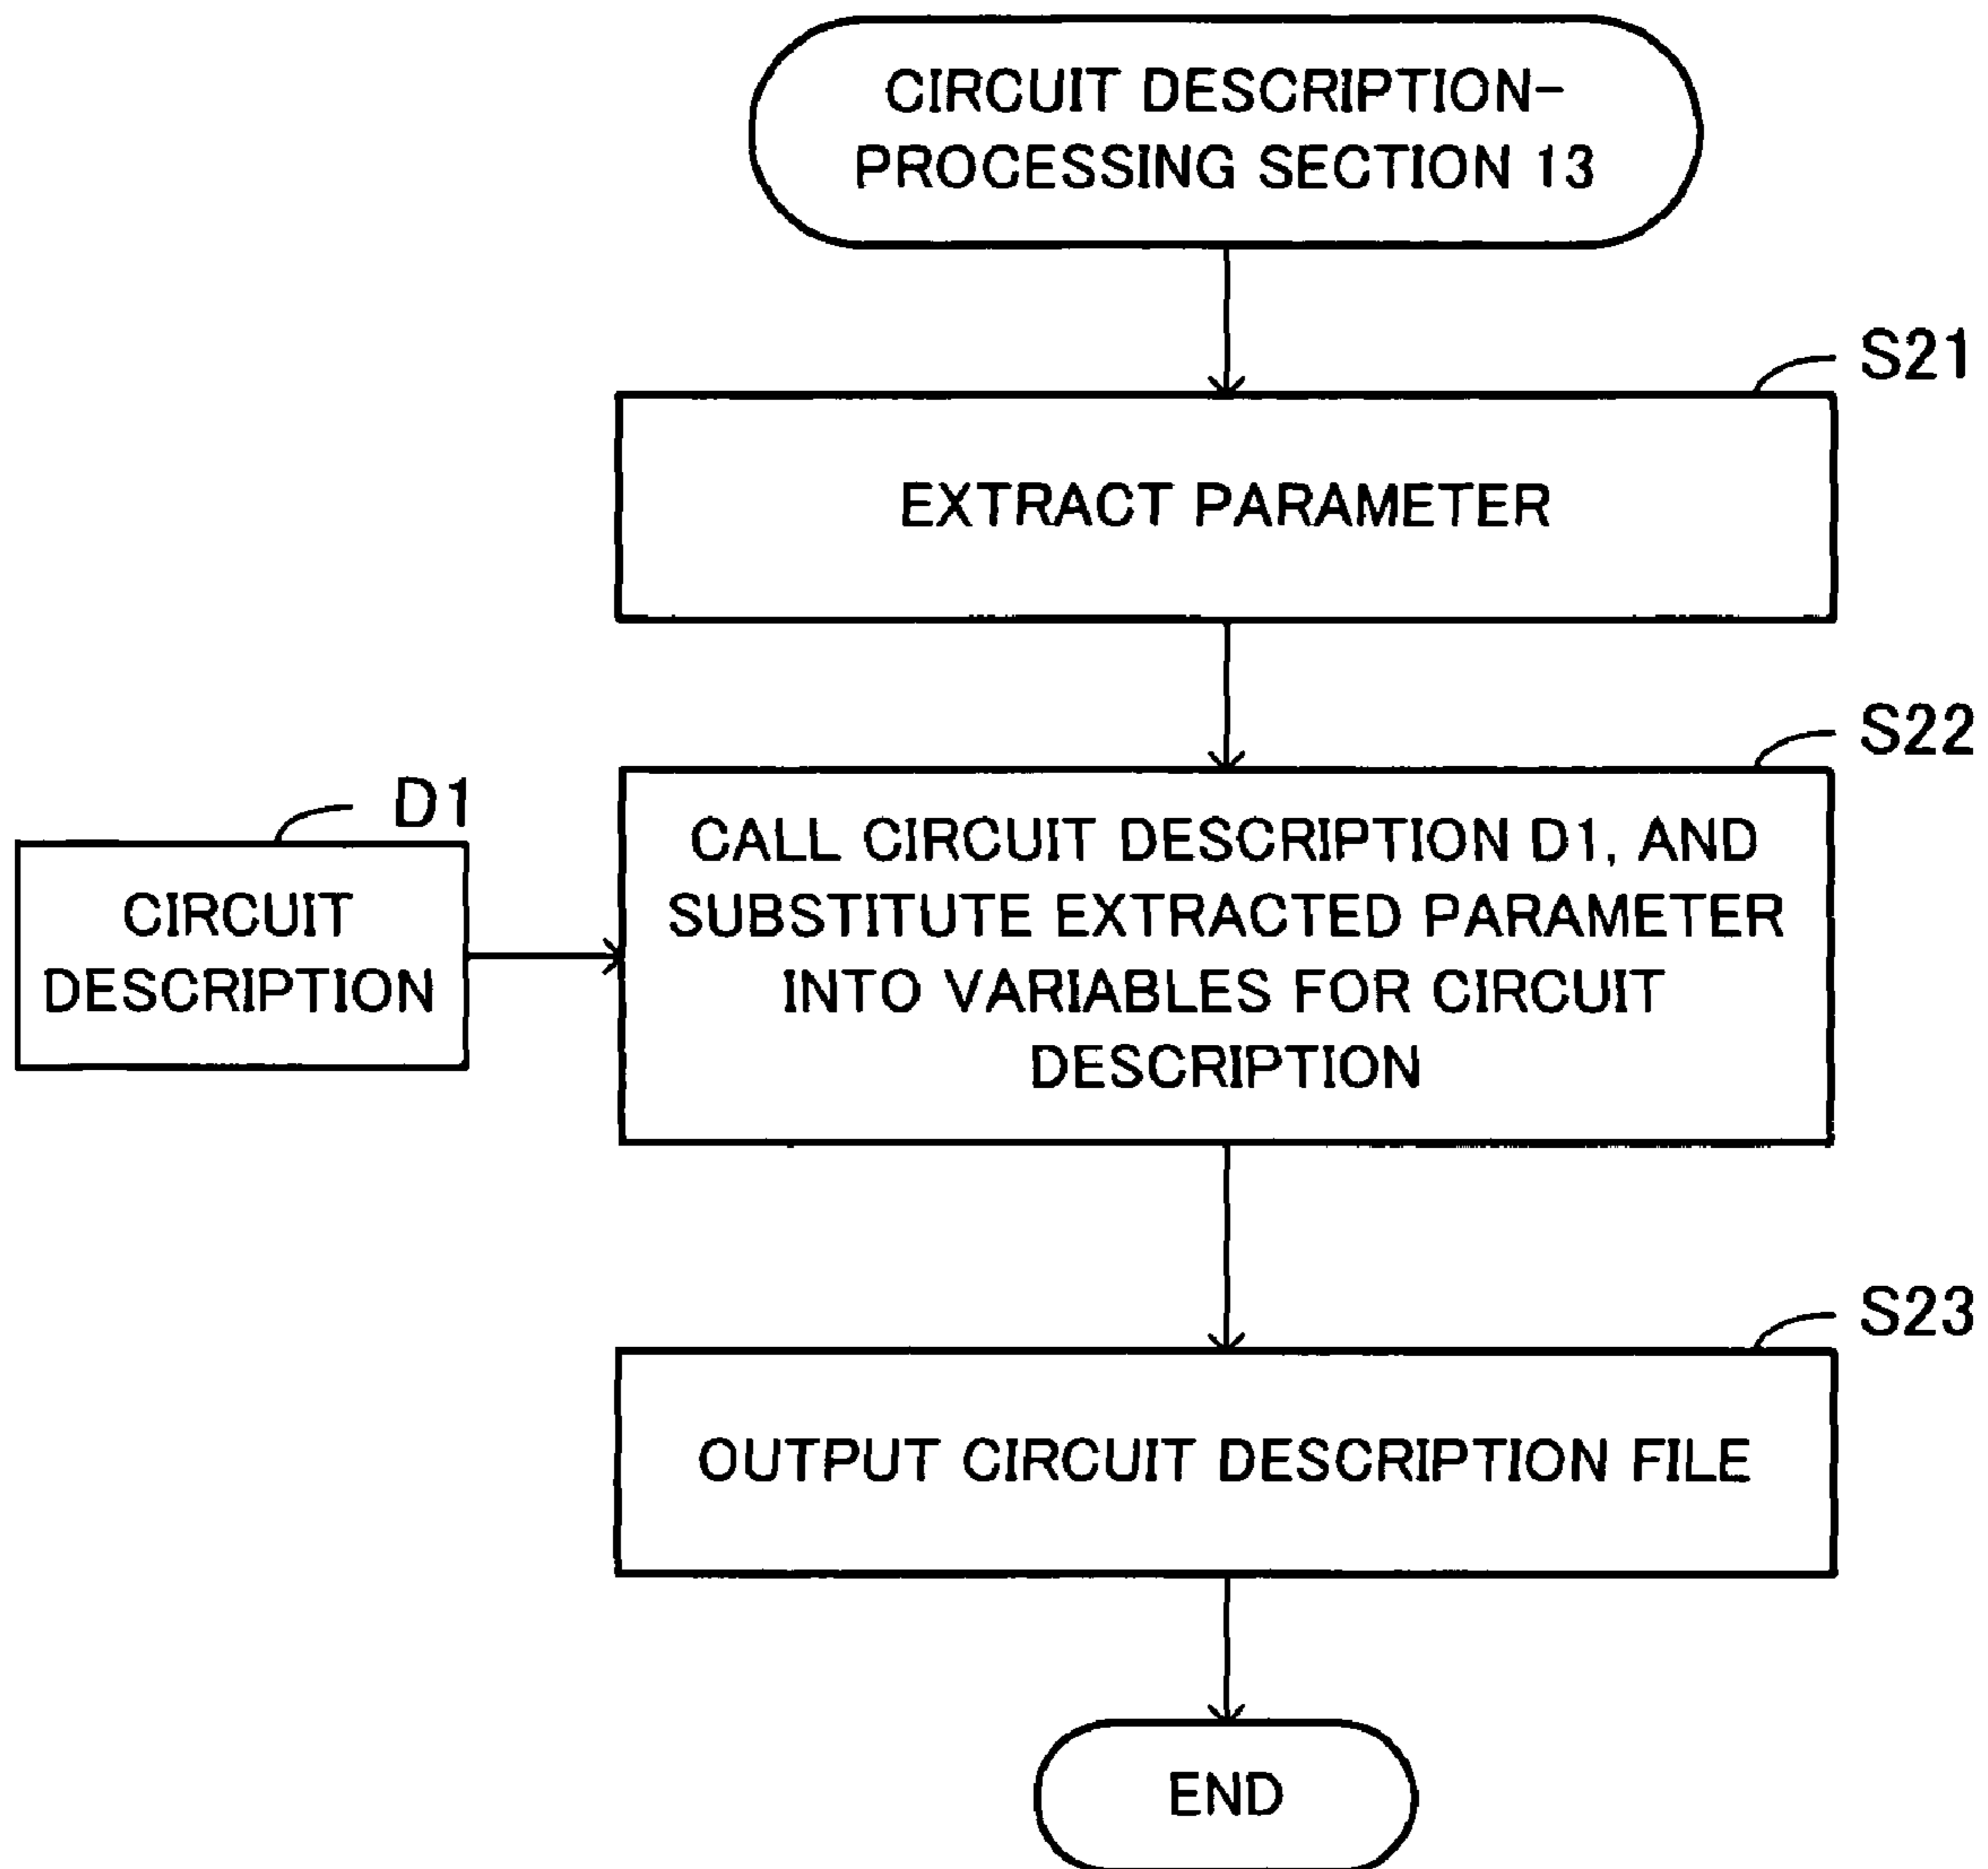 CIRCUIT DESCRIPTION-
PROCESSING SECTION 13
S21
EXTRACT PARAMETER
S22
D1
CALL CIRCUIT DESCRIPTION D1, AND
SUBSTITUTE EXTRACTED PARAMETER
INTO VARIABLES FOR CIRCUIT
DESCRIPTION
CIRCUIT
DESCRIPTION
S23
OUTPUT CIRCUIT DESCRIPTION FILE
END